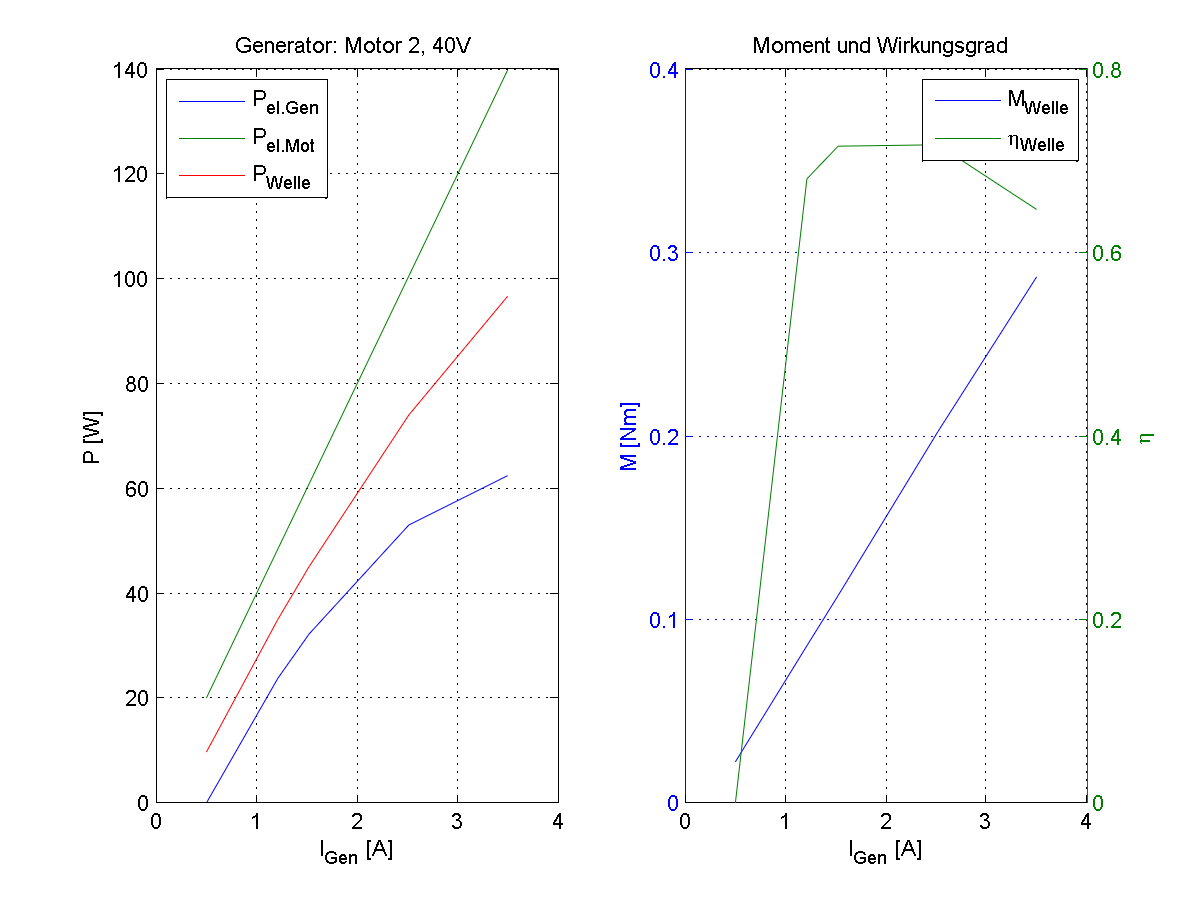 Generator: Motor 2, 40V
140
120
100
80
60
40
20
0
P [W]
P_el.Gen
P_el.Mot
P_Welle
0 1 2 3 4
I_Gen [A]
Moment und Wirkungsgrad
0.4
0.3
0.2
0.1
0
M [Nm]
M_Welle
η_Welle
0.8
0.6
0.4
0.2
0
η
0 1 2 3 4
I_Gen [A]